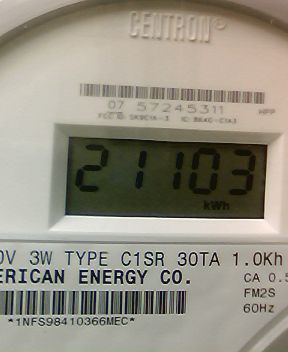 CENTRON®
07 57245311
HPP
21103
kWh
0V 3W TYPE C1SR 30TA 1.0Kh
ERICAN ENERGY CO.
CA 0.5
FM2S
60Hz
*1NFS98410366MEC*